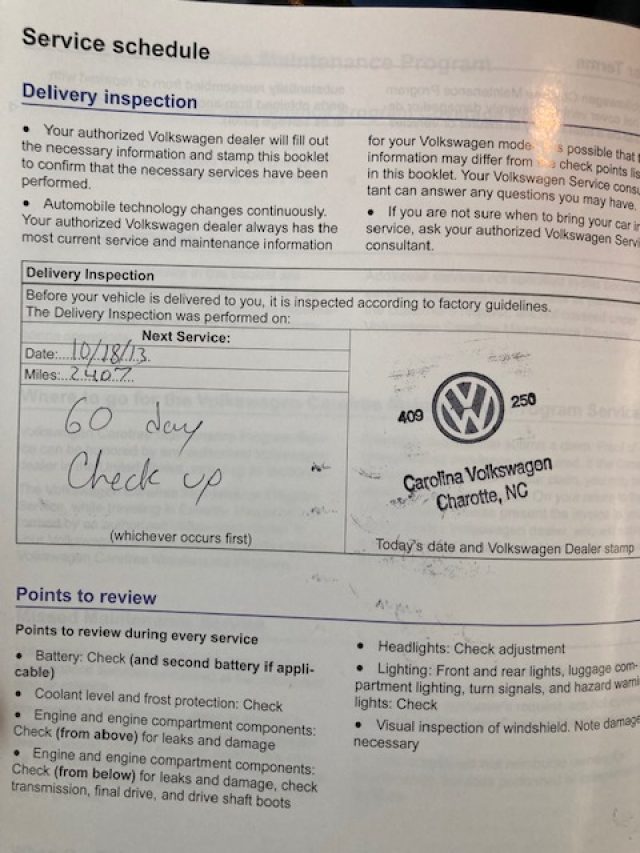 Service schedule
Delivery inspection
• Your authorized Volkswagen dealer will fill out
the necessary information and stamp this booklet
to confirm that the necessary services have been
performed.
• Automobile technology changes continuously.
Your authorized Volkswagen dealer always has the
most current service and maintenance information
for your Volkswagen possible that
information may differ from check points
in this booklet. Your Volkswagen Service
tant can answer any questions you may have.
• If you are not sure when to bring your car
service, ask your authorized Volkswagen
consultant.
Delivery Inspection
Before your vehicle is delivered to you, it is inspected according to factory guidelines.
The Delivery Inspection was performed on:
Next Service:
Date:...10/18/13
Miles:..2407
60 day
Check up
(whichever occurs first)
409 250
Carolina Volkswagen
Charotte, NC
Today's date and Volkswagen Dealer stamp
Points to review
Points to review during every service
• Battery: Check (and second battery if appli-
cable)
• Coolant level and frost protection: Check
• Engine and engine compartment components:
Check (from above) for leaks and damage
• Engine and engine compartment components:
Check (from below) for leaks and damage, check
transmission, final drive, and drive shaft boots
• Headlights: Check adjustment
• Lighting: Front and rear lights, luggage com-
partment lighting, turn signals, and hazard
lights: Check
• Visual inspection of windshield. Note damage
necessary